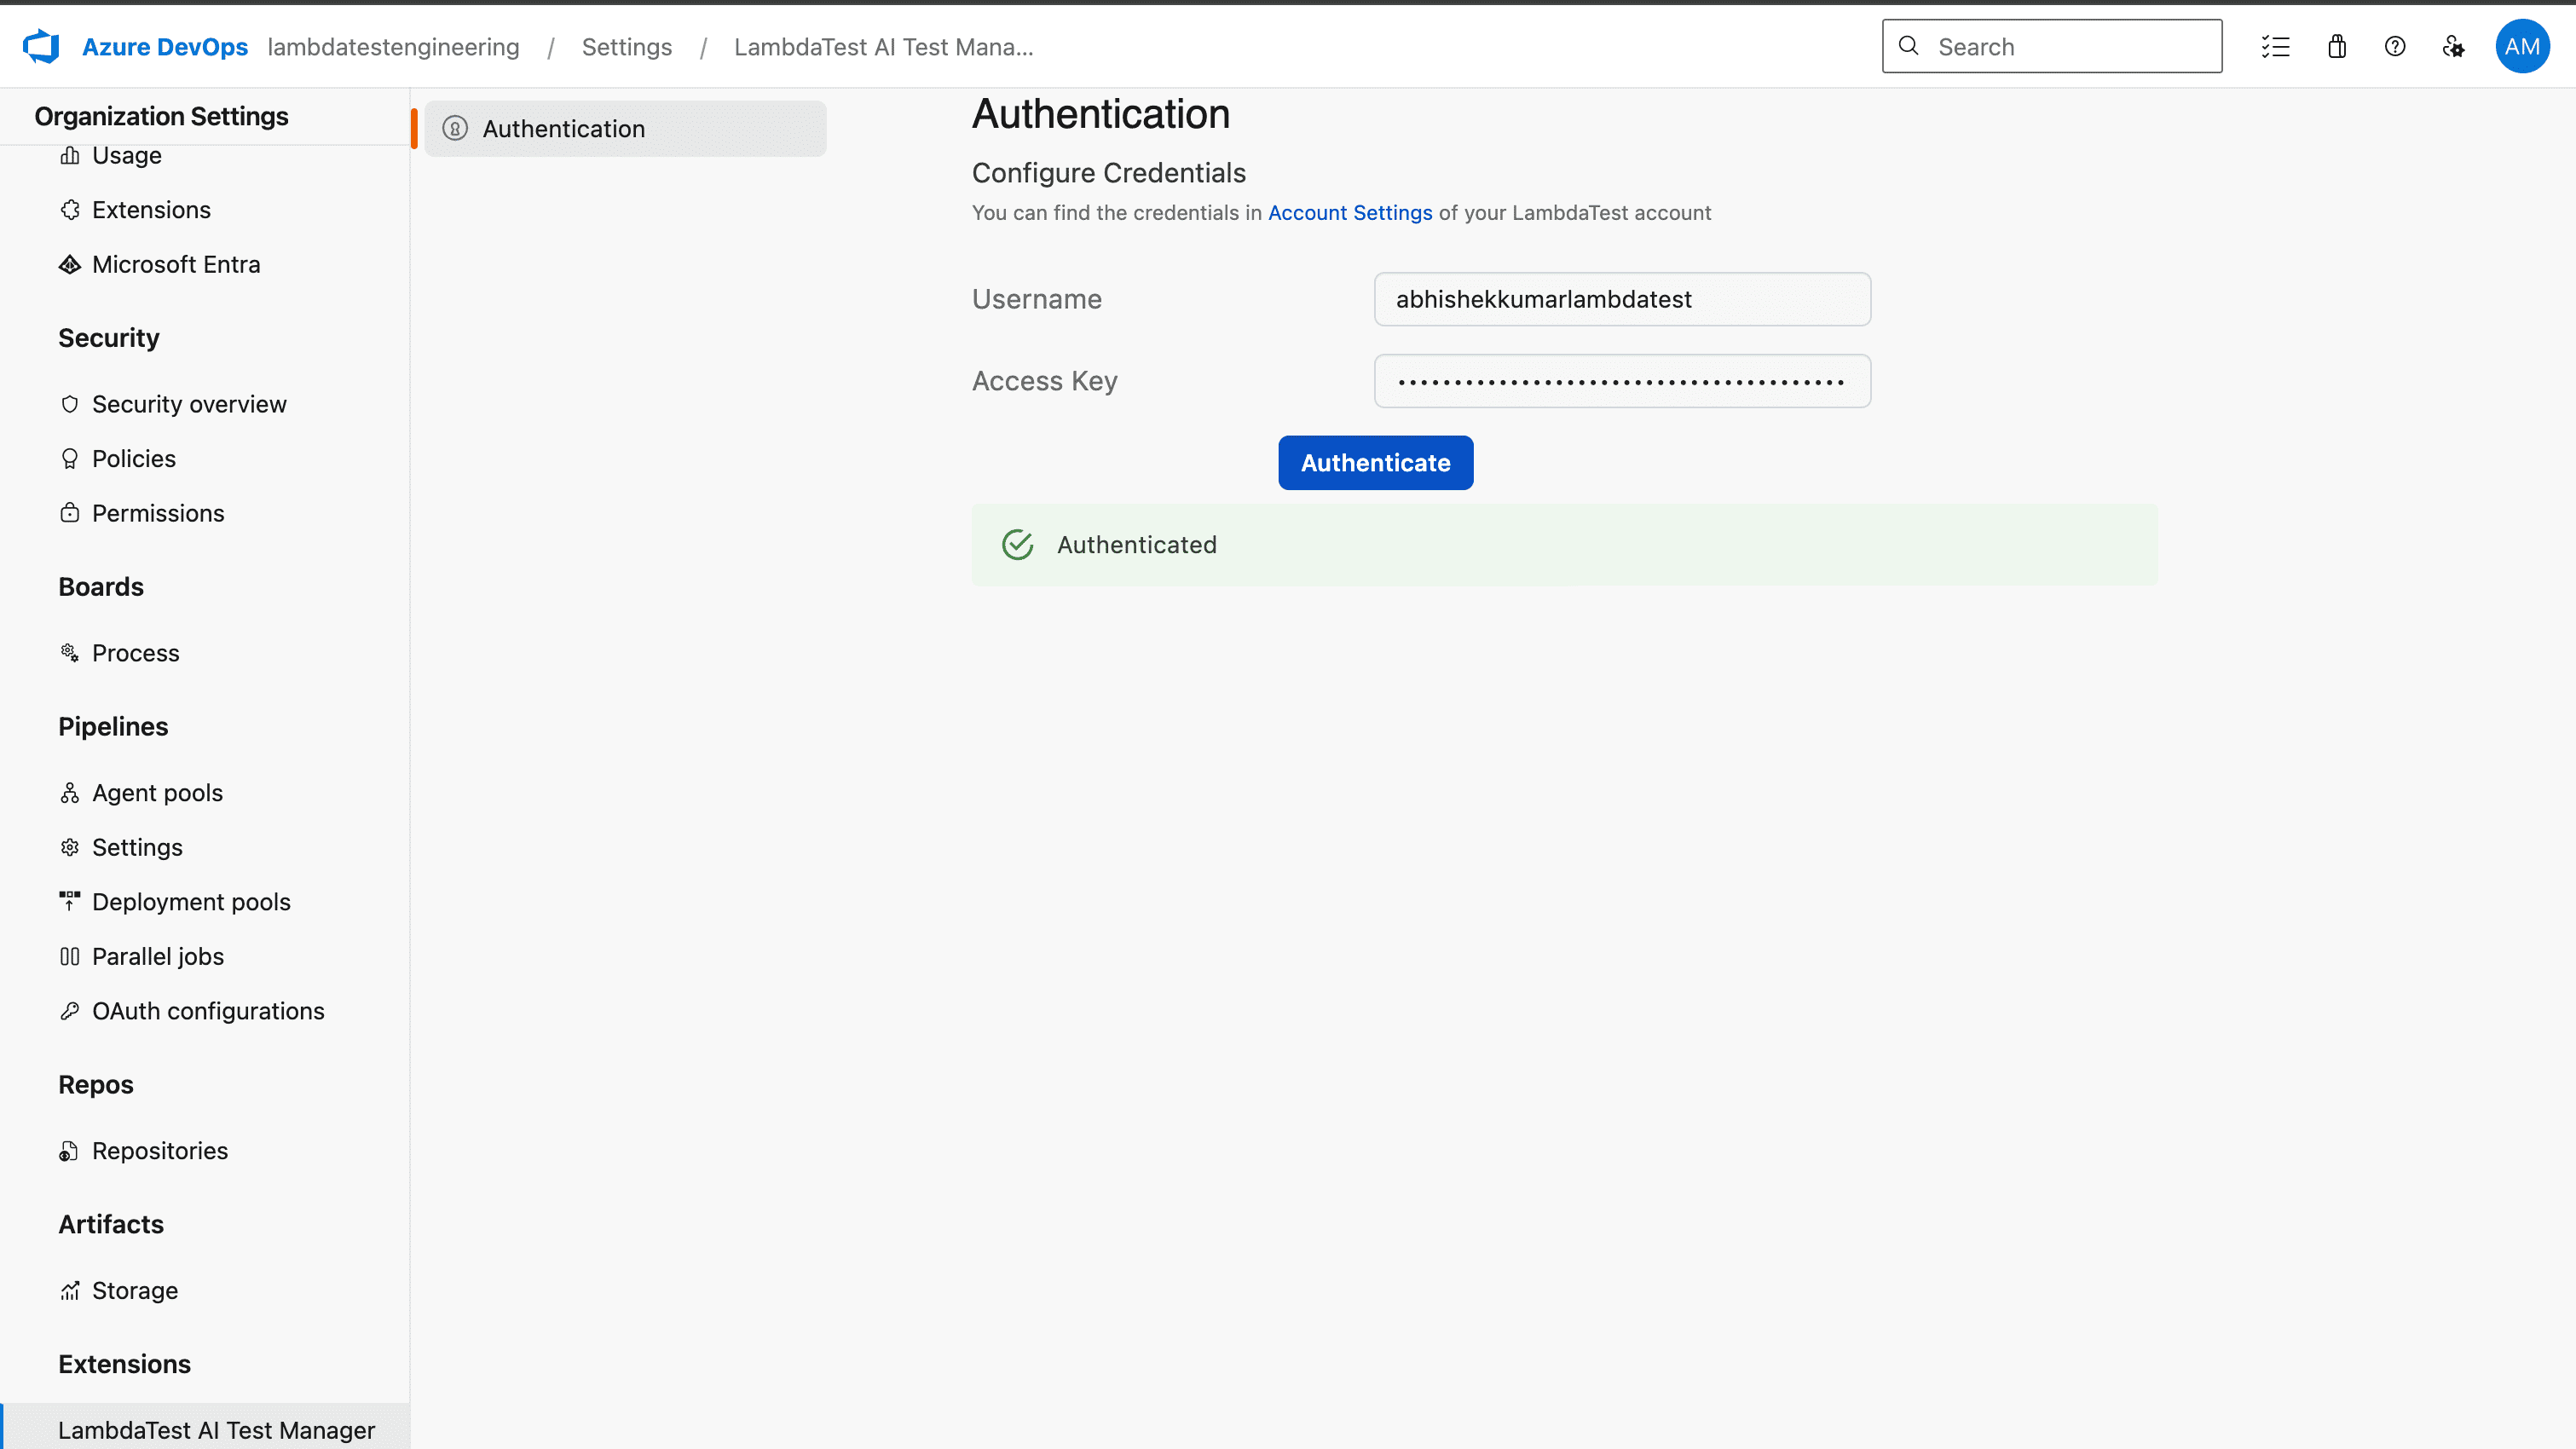 Azure DevOps lambdatestengineering / Settings / LambdaTest AI Test Mana...
Search
AM
Organization Settings
Usage
Extensions
Microsoft Entra
Security
Security overview
Policies
Permissions
Boards
Process
Pipelines
Agent pools
Settings
Deployment pools
Parallel jobs
OAuth configurations
Repos
Repositories
Artifacts
Storage
Extensions
LambdaTest AI Test Manager
Authentication
Authentication
Configure Credentials
You can find the credentials in Account Settings of your LambdaTest account
Username
abhishekkumarlambdatest
Access Key
Authenticate
Authenticated